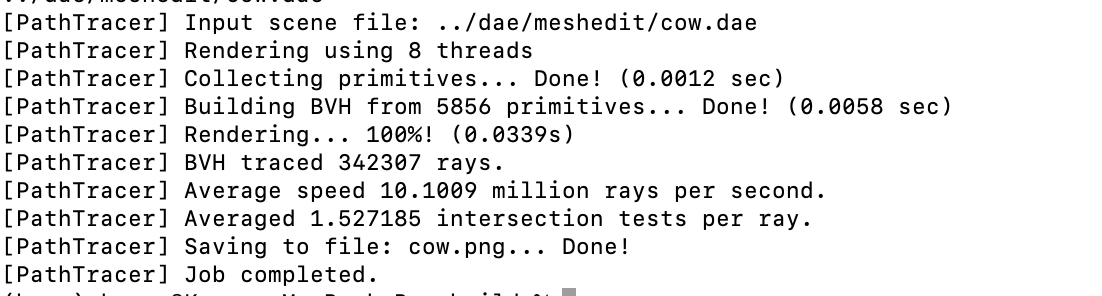 [PathTracer] Input scene file: ../dae/meshedit/cow.dae
[PathTracer] Rendering using 8 threads
[PathTracer] Collecting primitives... Done! (0.0012 sec)
[PathTracer] Building BVH from 5856 primitives... Done! (0.0058 sec)
[PathTracer] Rendering... 100%! (0.0339s)
[PathTracer] BVH traced 342307 rays.
[PathTracer] Average speed 10.1009 million rays per second.
[PathTracer] Averaged 1.527185 intersection tests per ray.
[PathTracer] Saving to file: cow.png... Done!
[PathTracer] Job completed.